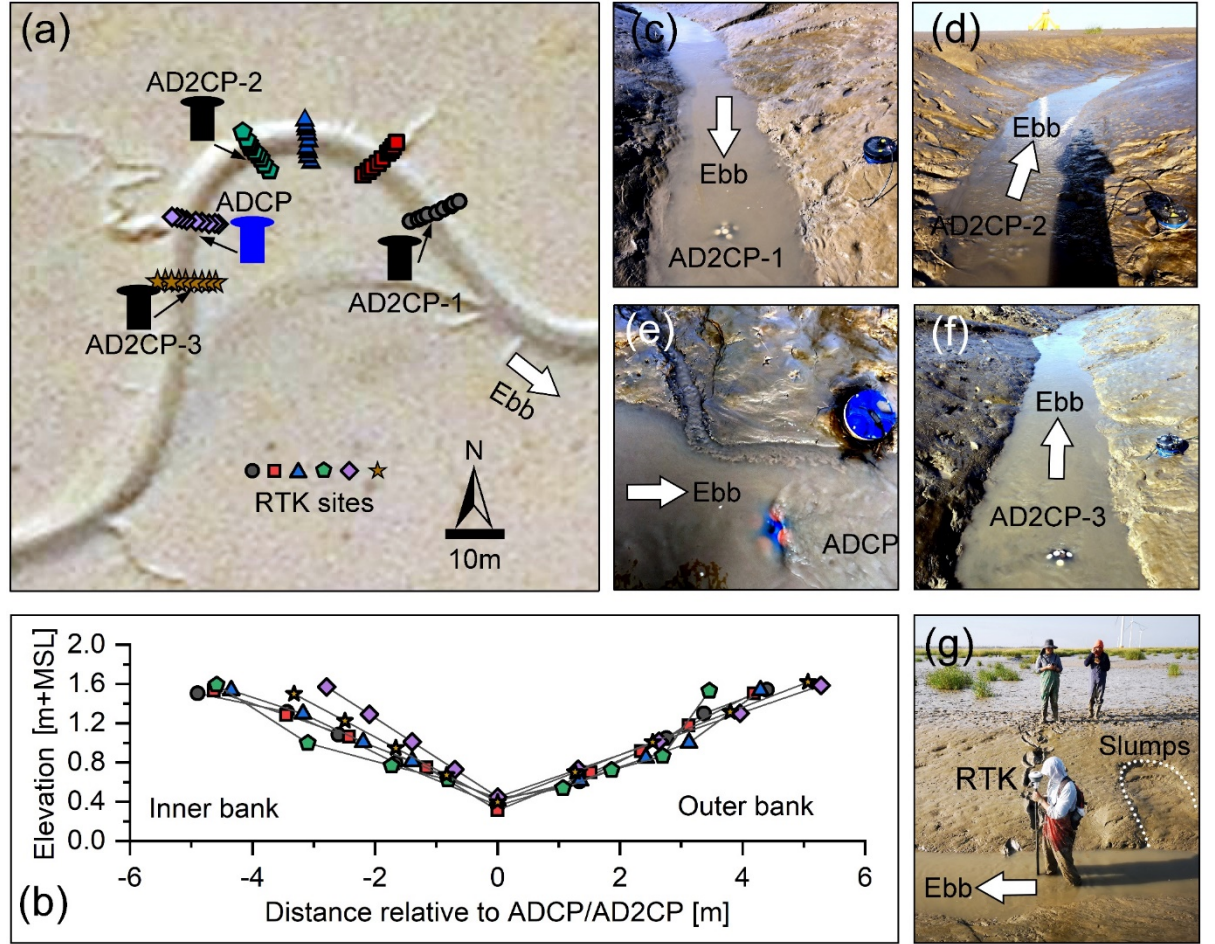 (a)
AD2CP-2
ADCP
AD2CP-1
AD2CP-3
Ebb
RTK sites
N
10m
(c)
Ebb
AD2CP-1
(d)
Ebb
AD2CP-2
(e)
Ebb
ADCP
(f)
Ebb
AD2CP-3
(b)
Elevation [m+MSL]
2.0
1.6
1.2
0.8
0.4
0.0
Inner bank
Outer bank
-6
-4
-2
0
2
4
6
Distance relative to ADCP/AD2CP [m]
(g)
Slumps
RTK
Ebb